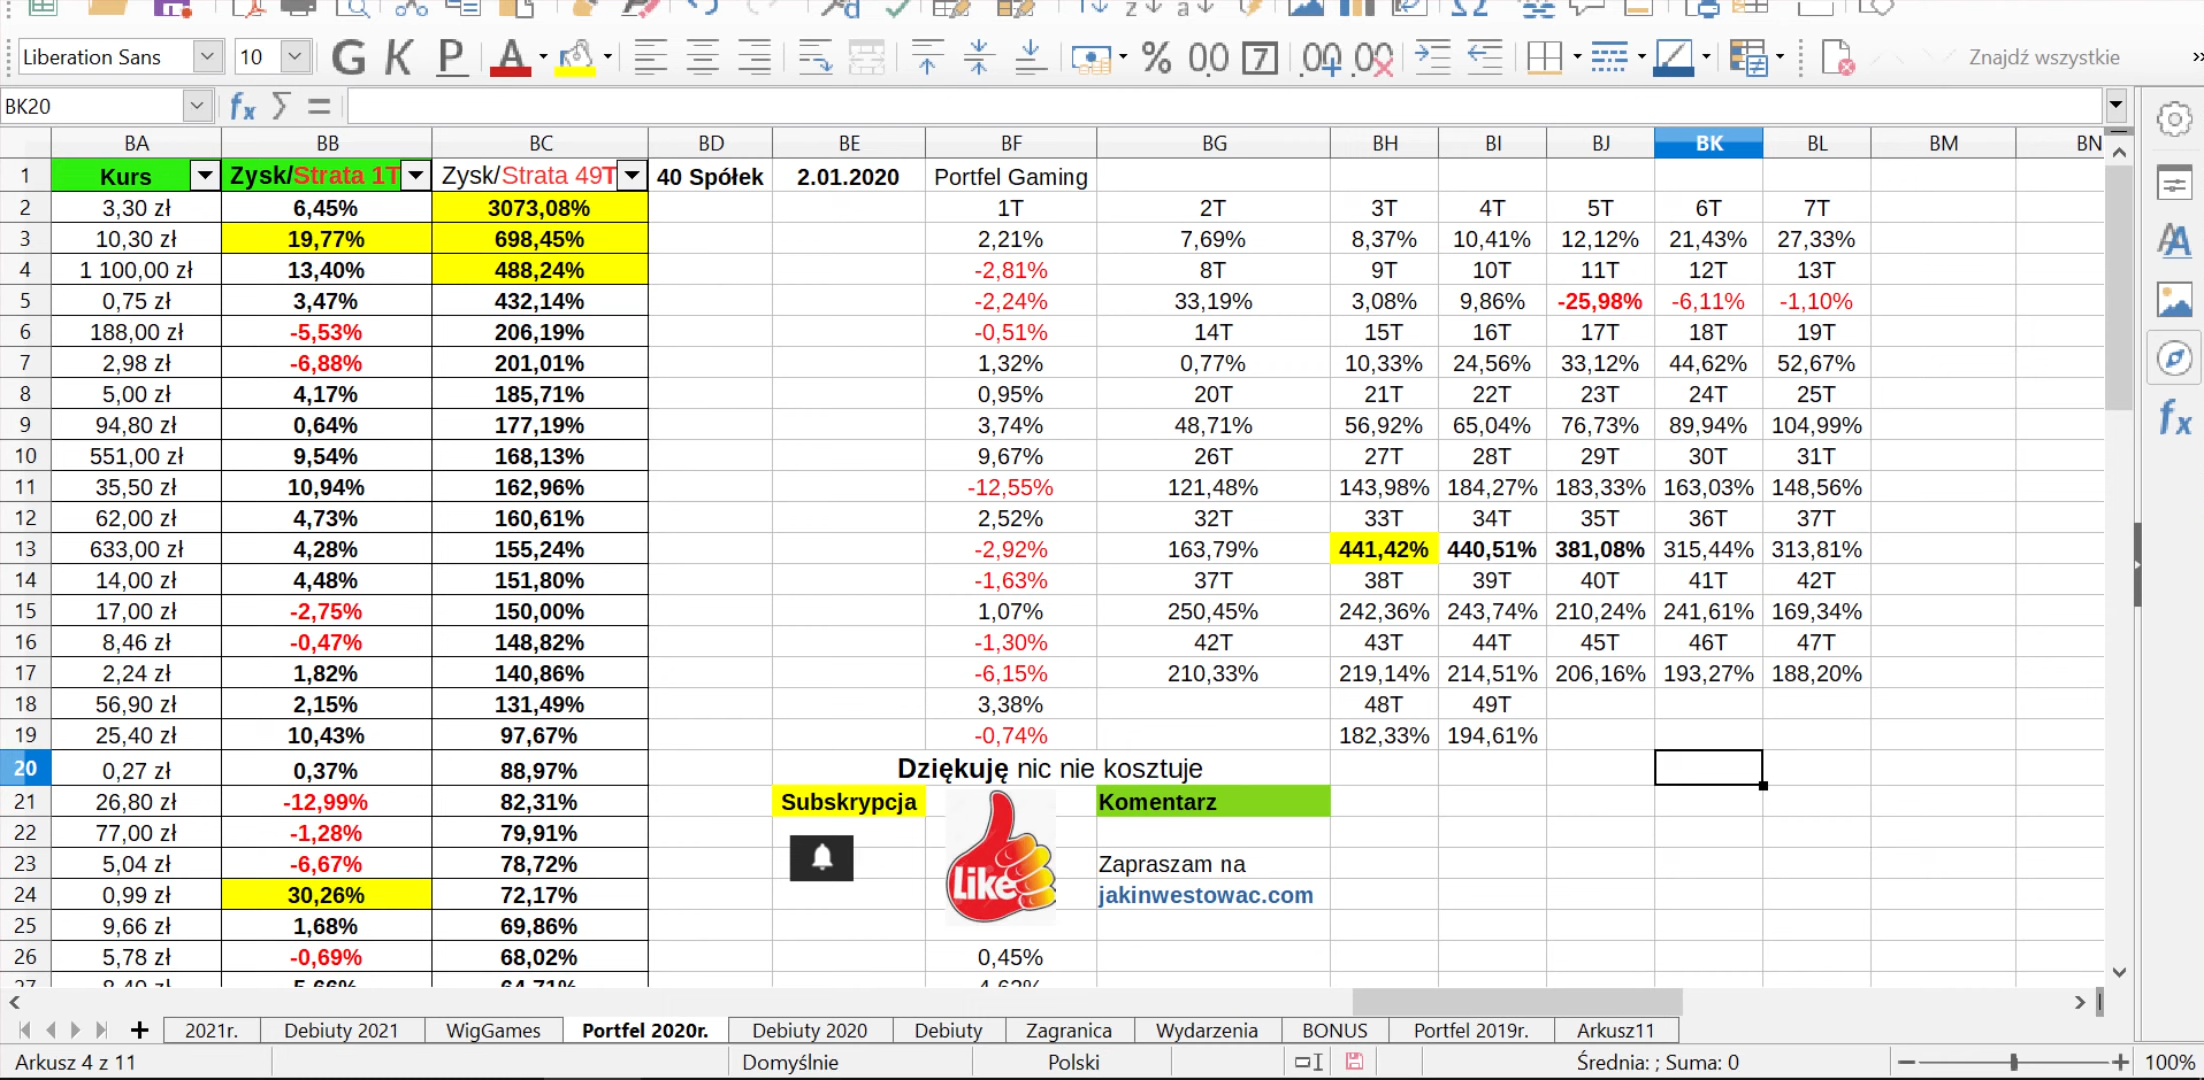 Liberation Sans 10 G K P A % 0,0 7 ,00 0,0 Znajdź wszystkie
BK20 fx Σ =
BA BB BC BD BE BF BG BH BI BJ BK BL BM BN
1 Kurs Zysk/Strata 1T Zysk/Strata 49T 40 Spółek 2.01.2020 Portfel Gaming
2 3,30 zł 6,45% 3073,08% 1T 2T 3T 4T 5T 6T 7T
3 10,30 zł 19,77% 698,45% 2,21% 7,69% 8,37% 10,41% 12,12% 21,43% 27,33%
4 1 100,00 zł 13,40% 488,24% -2,81% 8T 9T 10T 11T 12T 13T
5 0,75 zł 3,47% 432,14% -2,24% 33,19% 3,08% 9,86% -25,98% -6,11% -1,10%
6 188,00 zł -5,53% 206,19% -0,51% 14T 15T 16T 17T 18T 19T
7 2,98 zł -6,88% 201,01% 1,32% 0,77% 10,33% 24,56% 33,12% 44,62% 52,67%
8 5,00 zł 4,17% 185,71% 0,95% 20T 21T 22T 23T 24T 25T
9 94,80 zł 0,64% 177,19% 3,74% 48,71% 56,92% 65,04% 76,73% 89,94% 104,99%
10 551,00 zł 9,54% 168,13% 9,67% 26T 27T 28T 29T 30T 31T
11 35,50 zł 10,94% 162,96% -12,55% 121,48% 143,98% 184,27% 183,33% 163,03% 148,56%
12 62,00 zł 4,73% 160,61% 2,52% 32T 33T 34T 35T 36T 37T
13 633,00 zł 4,28% 155,24% -2,92% 163,79% 441,42% 440,51% 381,08% 315,44% 313,81%
14 14,00 zł 4,48% 151,80% -1,63% 37T 38T 39T 40T 41T 42T
15 17,00 zł -2,75% 150,00% 1,07% 250,45% 242,36% 243,74% 210,24% 241,61% 169,34%
16 8,46 zł -0,47% 148,82% -1,30% 42T 43T 44T 45T 46T 47T
17 2,24 zł 1,82% 140,86% -6,15% 210,33% 219,14% 214,51% 206,16% 193,27% 188,20%
18 56,90 zł 2,15% 131,49% 3,38% 48T 49T
19 25,40 zł 10,43% 97,67% -0,74% 182,33% 194,61%
20 0,27 zł 0,37% 88,97% Dziękuję nic nie kosztuje
21 26,80 zł -12,99% 82,31% Subskrypcja Komentarz
22 77,00 zł -1,28% 79,91%
23 5,04 zł -6,67% 78,72% Like Zapraszam na
24 0,99 zł 30,26% 72,17% jakinwestowac.com
25 9,66 zł 1,68% 69,86%
26 5,78 zł -0,69% 68,02% 0,45%
2021r. Debiuty 2021 WigGames Portfel 2020r. Debiuty 2020 Debiuty Zagranica Wydarzenia BONUS Portfel 2019r. Arkusz11
Arkusz 4 z 11 Domyślnie Polski Średnia: ; Suma: 0 100%